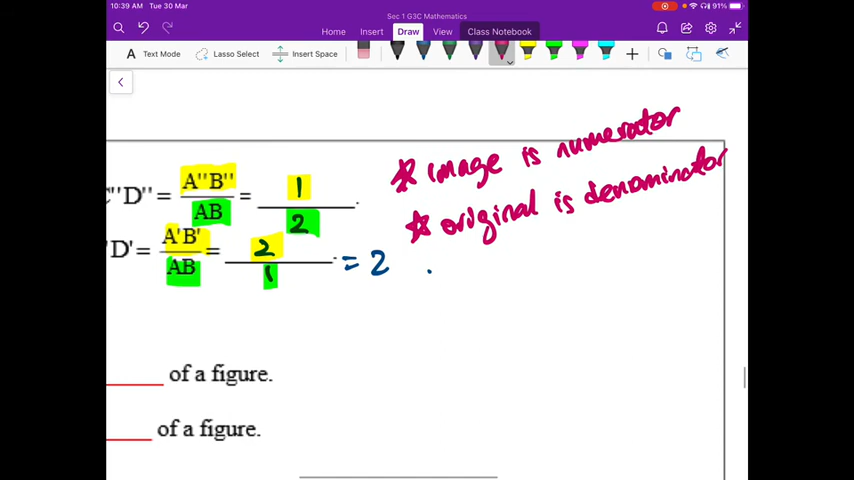 10:39 AM Tue 30 Mar
91%
Sec 1 G3C Mathematics
Home Insert Draw View Class Notebook
A Text Mode Lasso Select Insert Space
* image is numerator
* original is denominator
C"D" = A"B" / AB = 1 / 2 .
'D' = A'B' / AB = 2 / 1 . = 2
of a figure.
of a figure.